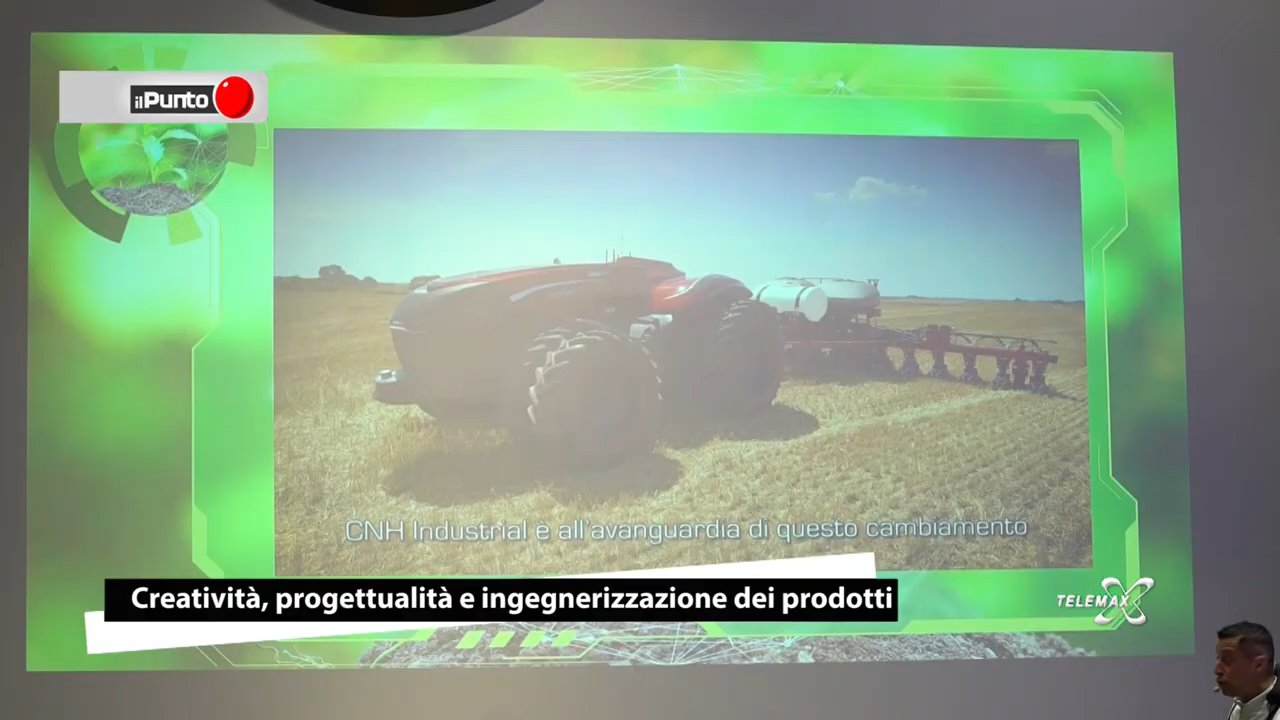 ilPunto
CNH Industrial e all'avanguardia di questo cambiamento
Creatività, progettualità e ingegnerizzazione dei prodotti
TELEMAX